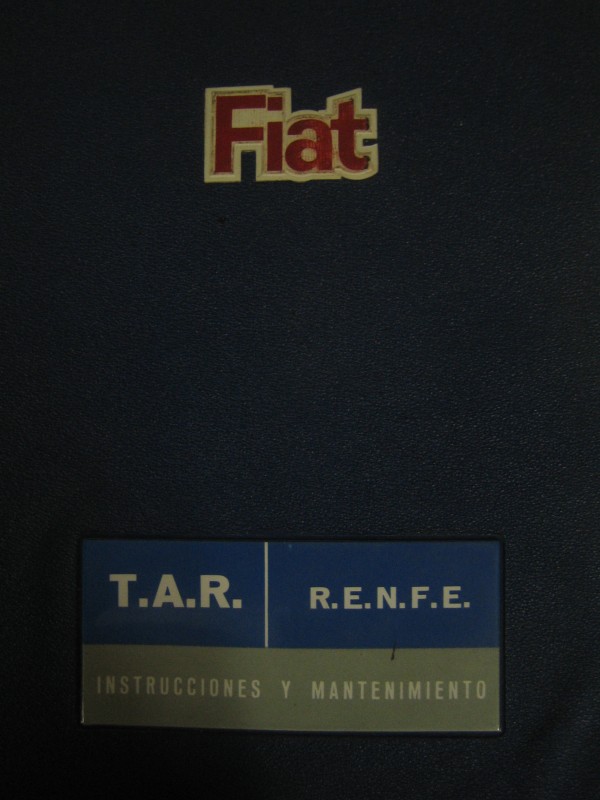 Fiat
T.A.R. R.E.N.F.E.
INSTRUCCIONES Y MANTENIMIENTO